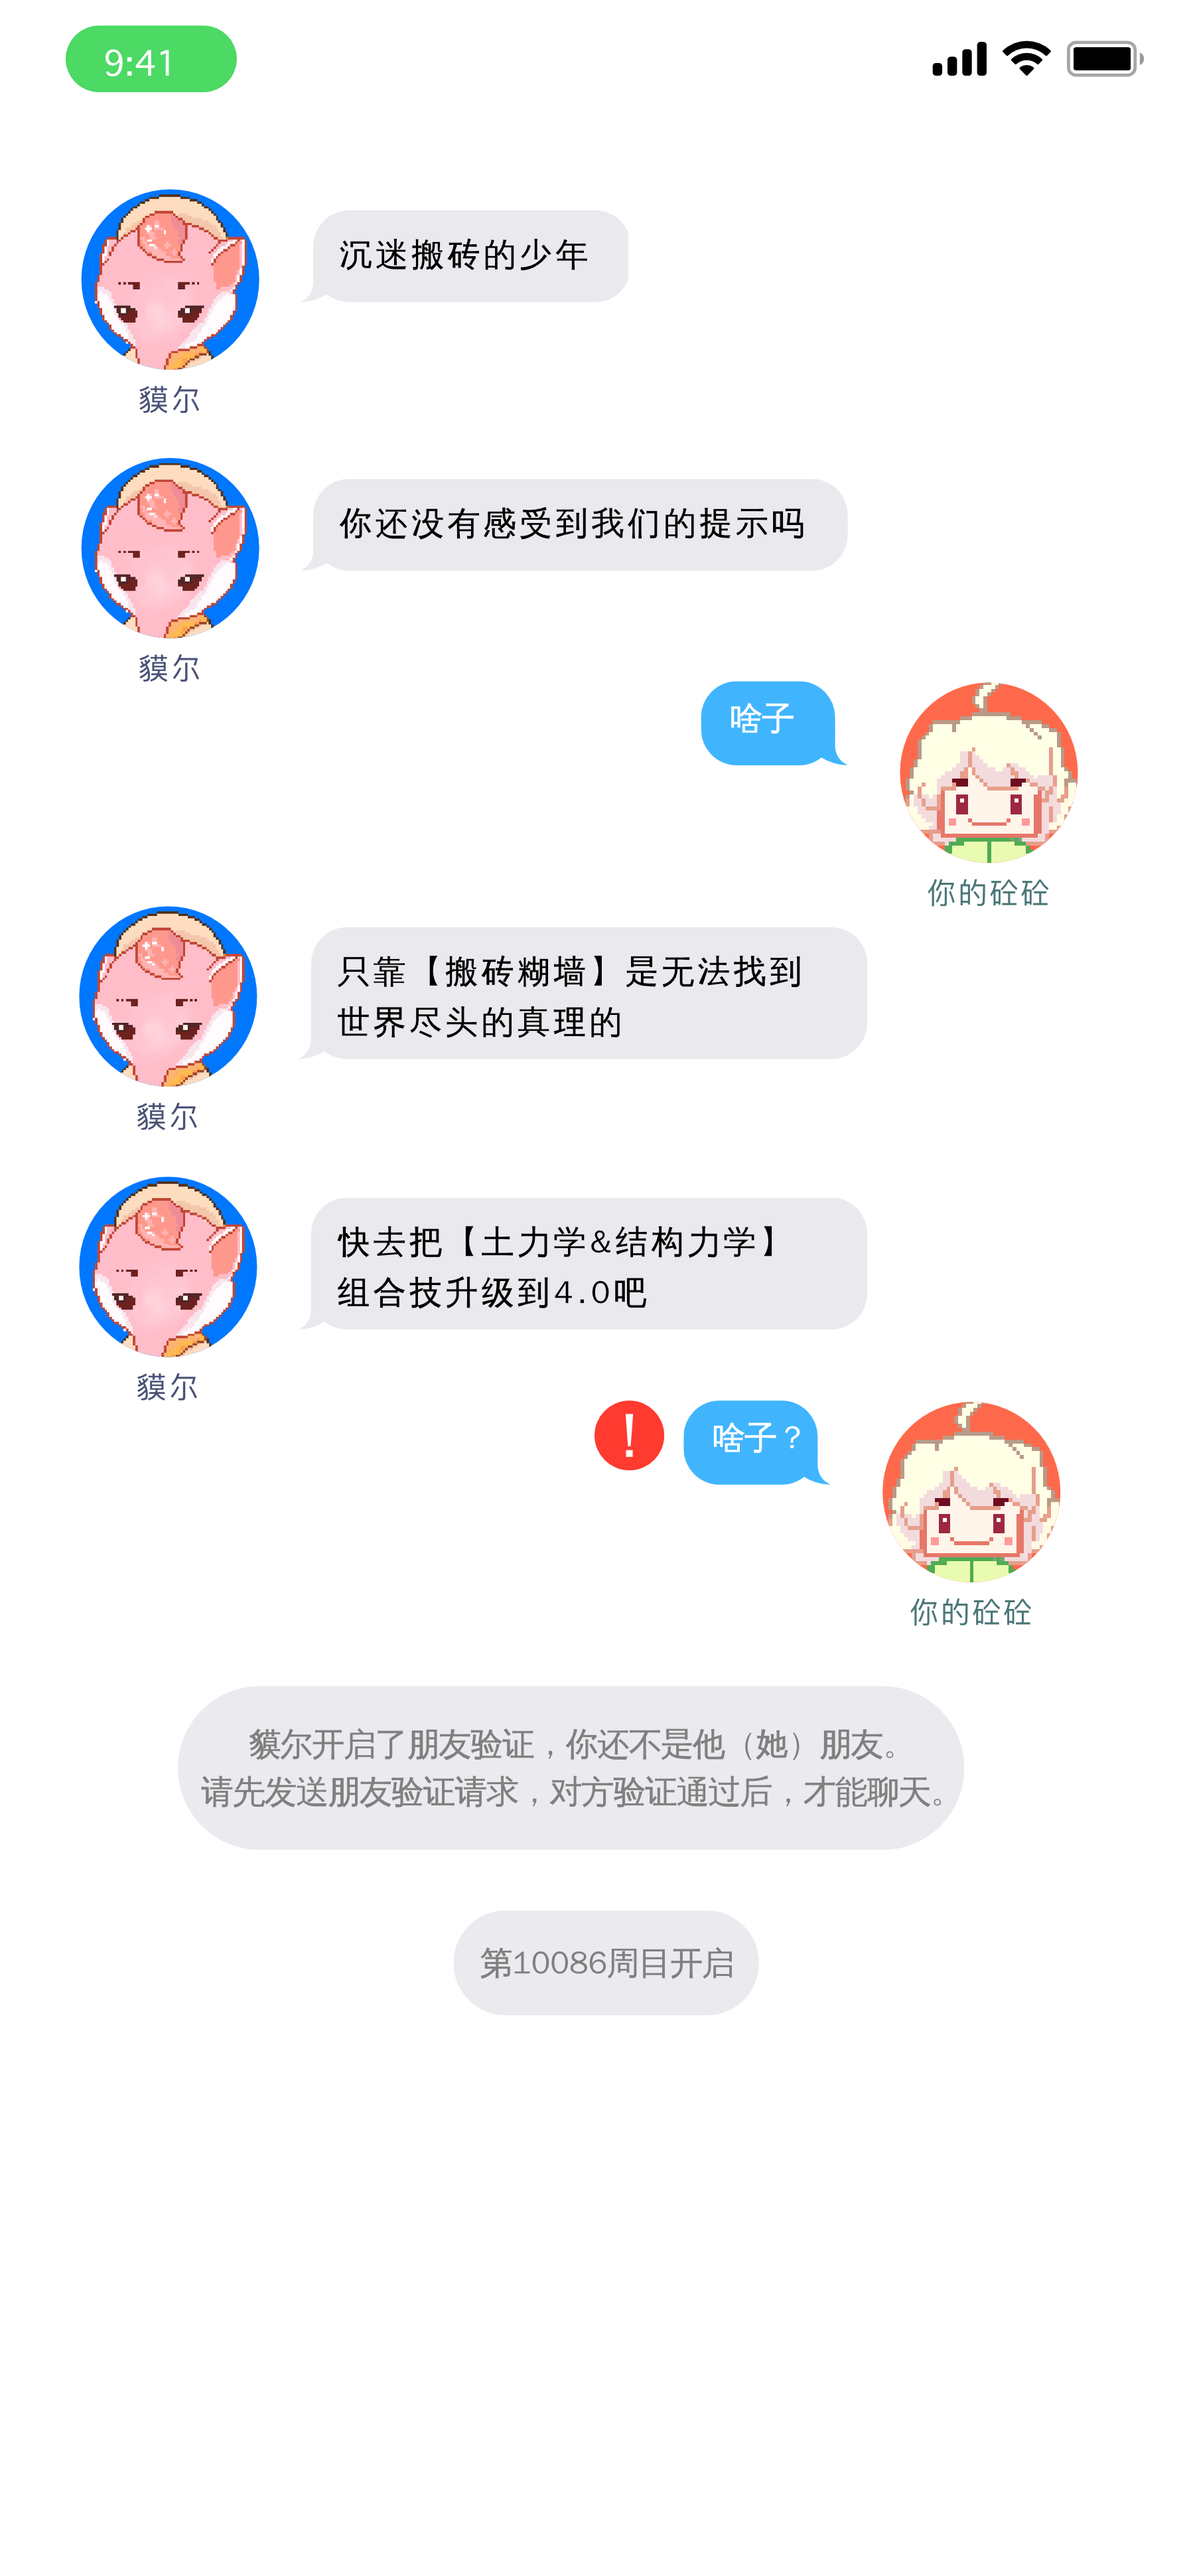 9:41
沉迷搬砖的少年
貘尔
你还没有感受到我们的提示吗
貘尔
啥子
你的砼砼
只靠【搬砖糊墙】是无法找到
世界尽头的真理的
貘尔
快去把【土力学&结构力学】
组合技升级到4.0吧
貘尔
!
啥子？
你的砼砼
貘尔开启了朋友验证，你还不是他（她）朋友。
请先发送朋友验证请求，对方验证通过后，才能聊天。
第10086周目开启